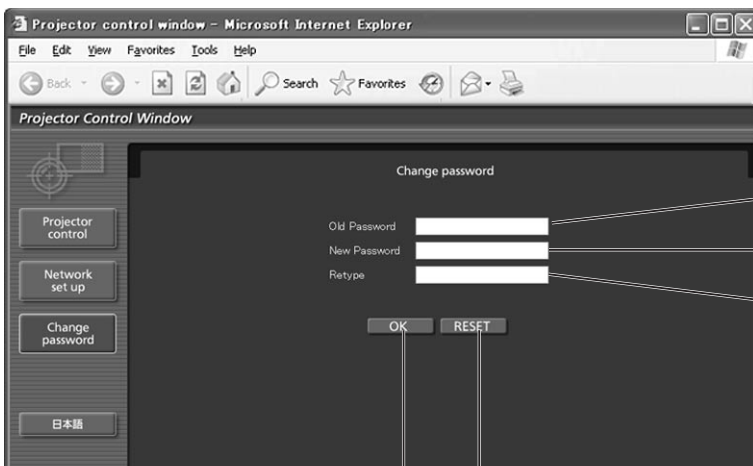 Projector control window - Microsoft Internet Explorer
File Edit View Favorites Tools Help
Back Search Favorites
Projector Control Window
Change password
Projector
control
Network
set up
Change
password
日本語
Old Password
New Password
Retype
OK RESET